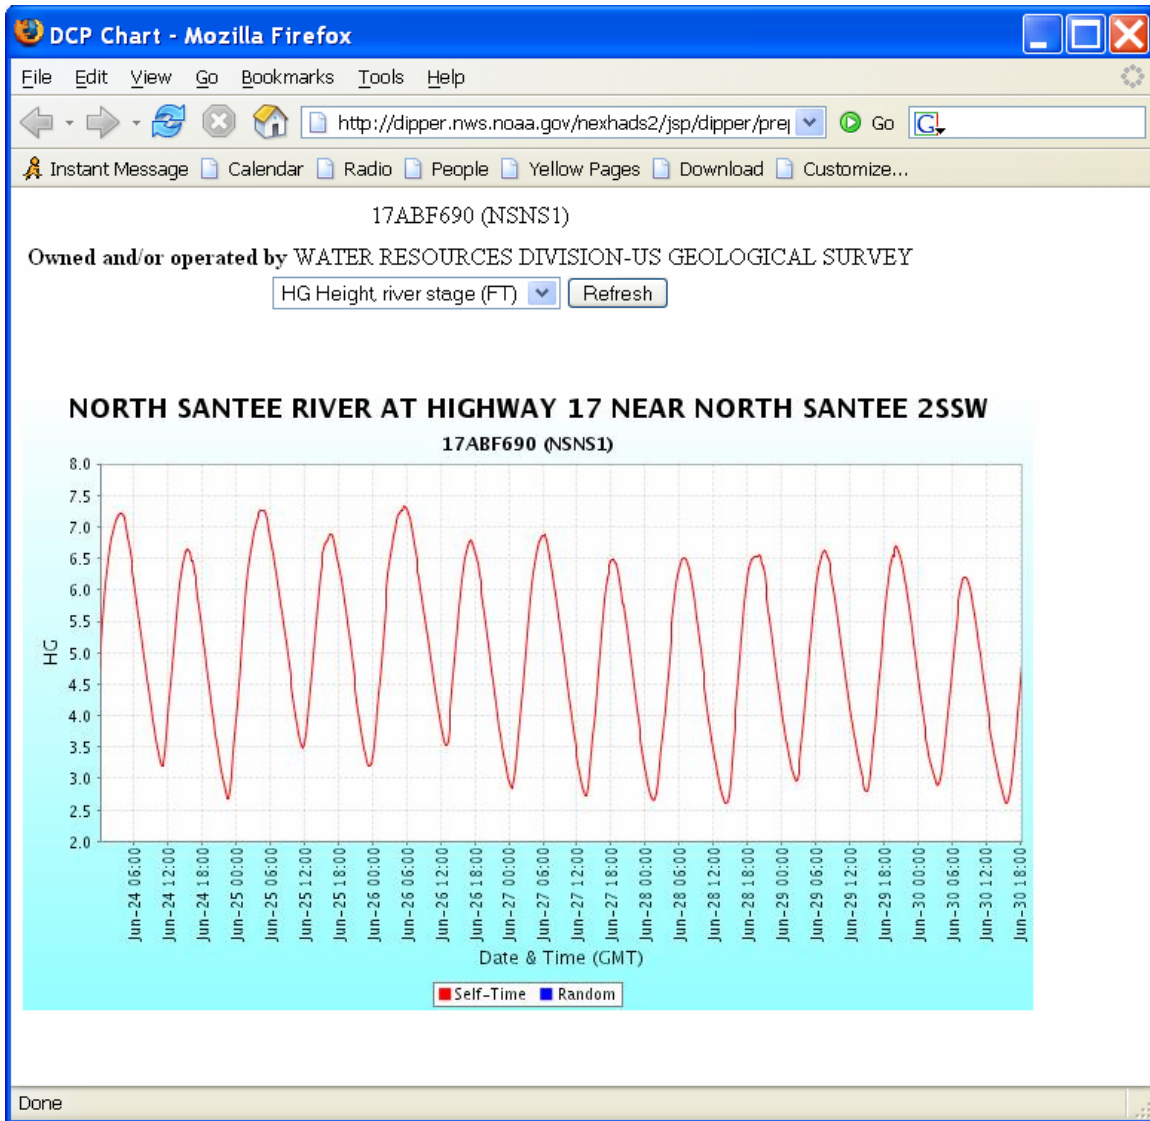 DCP Chart - Mozilla Firefox
File Edit View Go Bookmarks Tools Help
http://dipper.nws.noaa.gov/nexhads2/jsp/dipper/prej Go G
Instant Message Calendar Radio People Yellow Pages Download Customize...
17ABF690 (NSNS1)
Owned and/or operated by WATER RESOURCES DIVISION-US GEOLOGICAL SURVEY
HG Height, river stage (FT) Refresh
NORTH SANTEE RIVER AT HIGHWAY 17 NEAR NORTH SANTEE 2SSW
17ABF690 (NSNS1)
8.0
7.5
7.0
6.5
6.0
5.5
5.0
4.5
4.0
3.5
3.0
2.5
2.0
HG
Jun-24 06:00
Jun-24 12:00
Jun-24 18:00
Jun-25 00:00
Jun-25 06:00
Jun-25 12:00
Jun-25 18:00
Jun-26 00:00
Jun-26 06:00
Jun-26 12:00
Jun-26 18:00
Jun-27 00:00
Jun-27 06:00
Jun-27 12:00
Jun-27 18:00
Jun-28 00:00
Jun-28 06:00
Jun-28 12:00
Jun-28 18:00
Jun-29 00:00
Jun-29 06:00
Jun-29 12:00
Jun-29 18:00
Jun-30 00:00
Jun-30 06:00
Jun-30 12:00
Jun-30 18:00
Date & Time (GMT)
Self-Time Random
Done